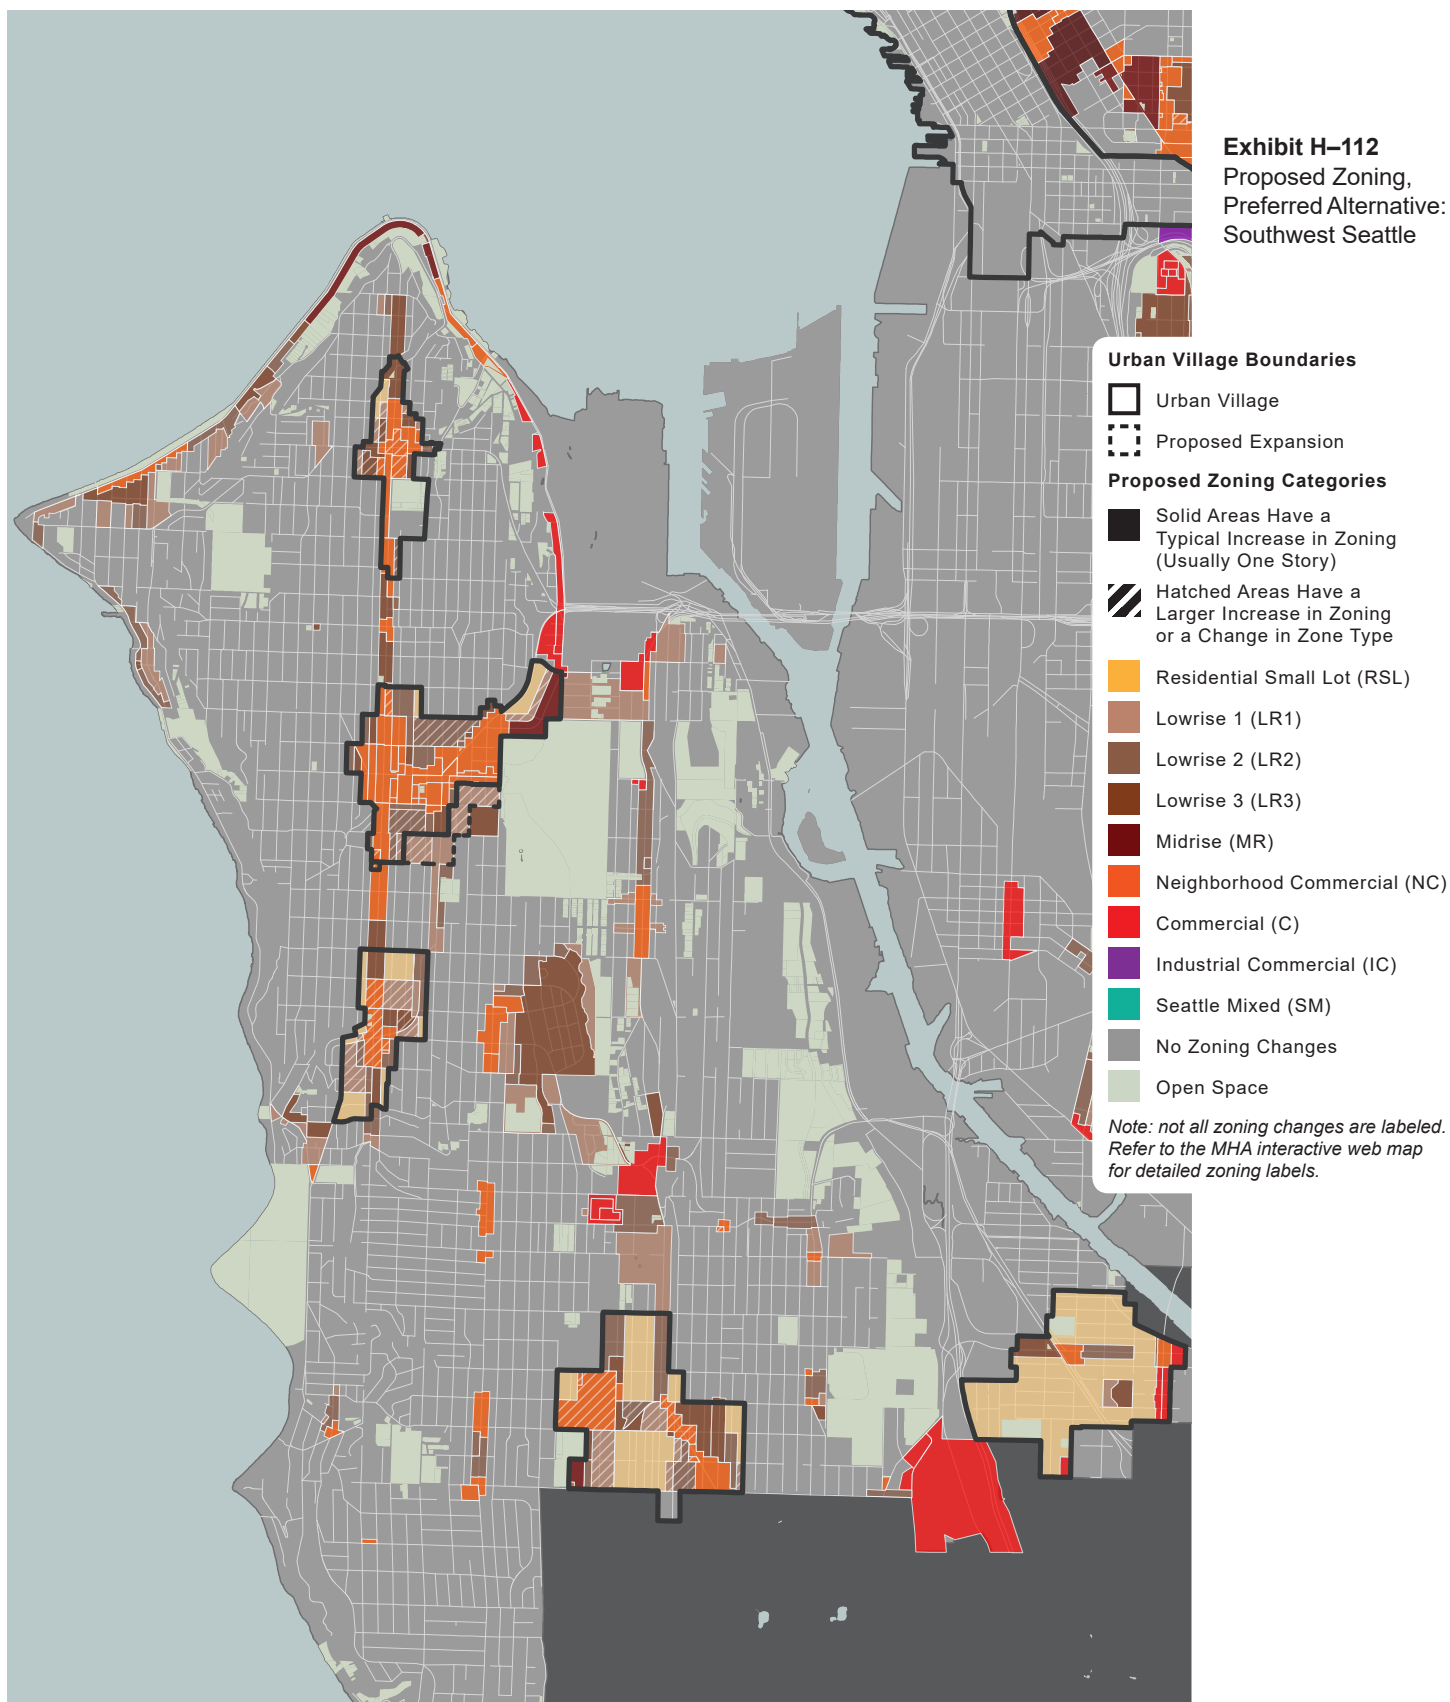 Exhibit H–112
Proposed Zoning,
Preferred Alternative:
Southwest Seattle
Urban Village Boundaries
Urban Village
Proposed Expansion
Proposed Zoning Categories
Solid Areas Have a
Typical Increase in Zoning
(Usually One Story)
Hatched Areas Have a
Larger Increase in Zoning
or a Change in Zone Type
Residential Small Lot (RSL)
Lowrise 1 (LR1)
Lowrise 2 (LR2)
Lowrise 3 (LR3)
Midrise (MR)
Neighborhood Commercial (NC)
Commercial (C)
Industrial Commercial (IC)
Seattle Mixed (SM)
No Zoning Changes
Open Space
Note: not all zoning changes are labeled.
Refer to the MHA interactive web map
for detailed zoning labels.